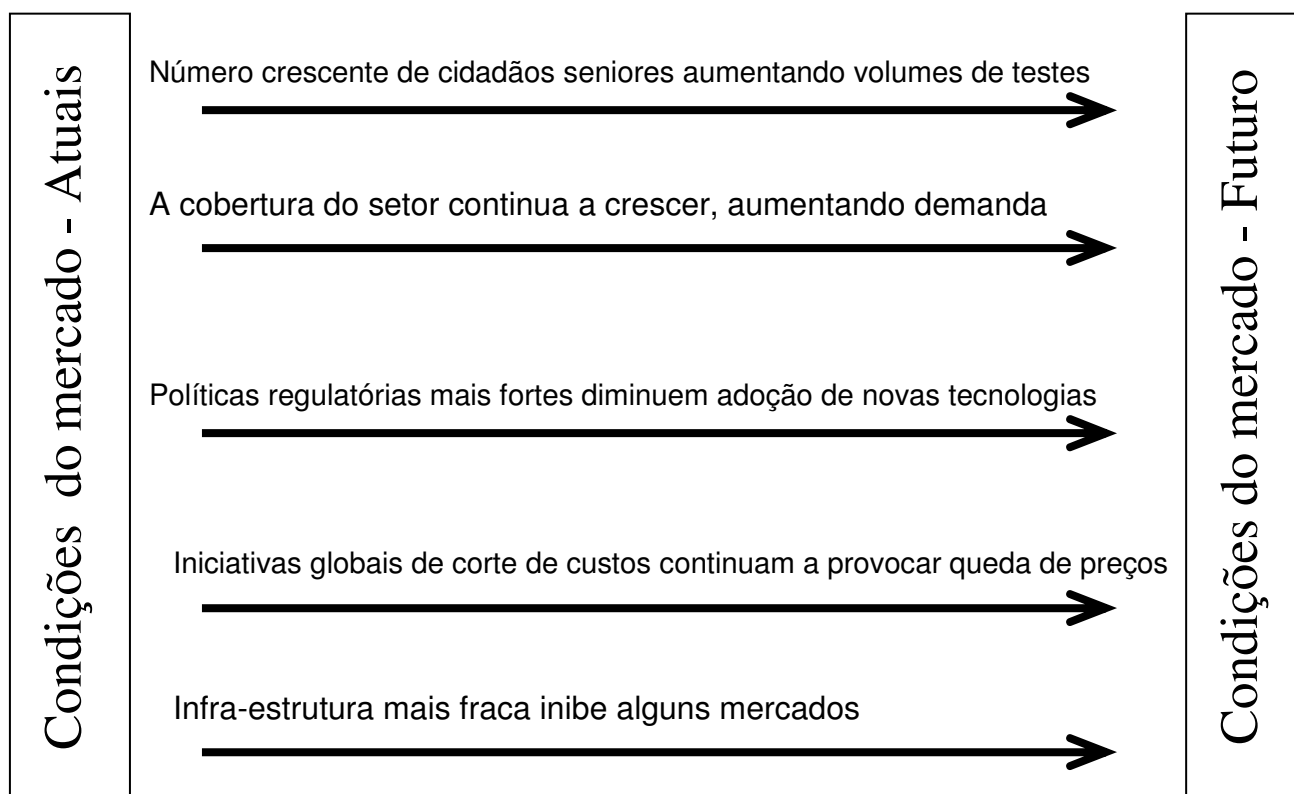 Condições do mercado - Atuais
Número crescente de cidadãos seniores aumentando volumes de testes
A cobertura do setor continua a crescer, aumentando demanda
Políticas regulatórias mais fortes diminuem adoção de novas tecnologias
Iniciativas globais de corte de custos continuam a provocar queda de preços
Infra-estrutura mais fraca inibe alguns mercados
Condições do mercado - Futuro